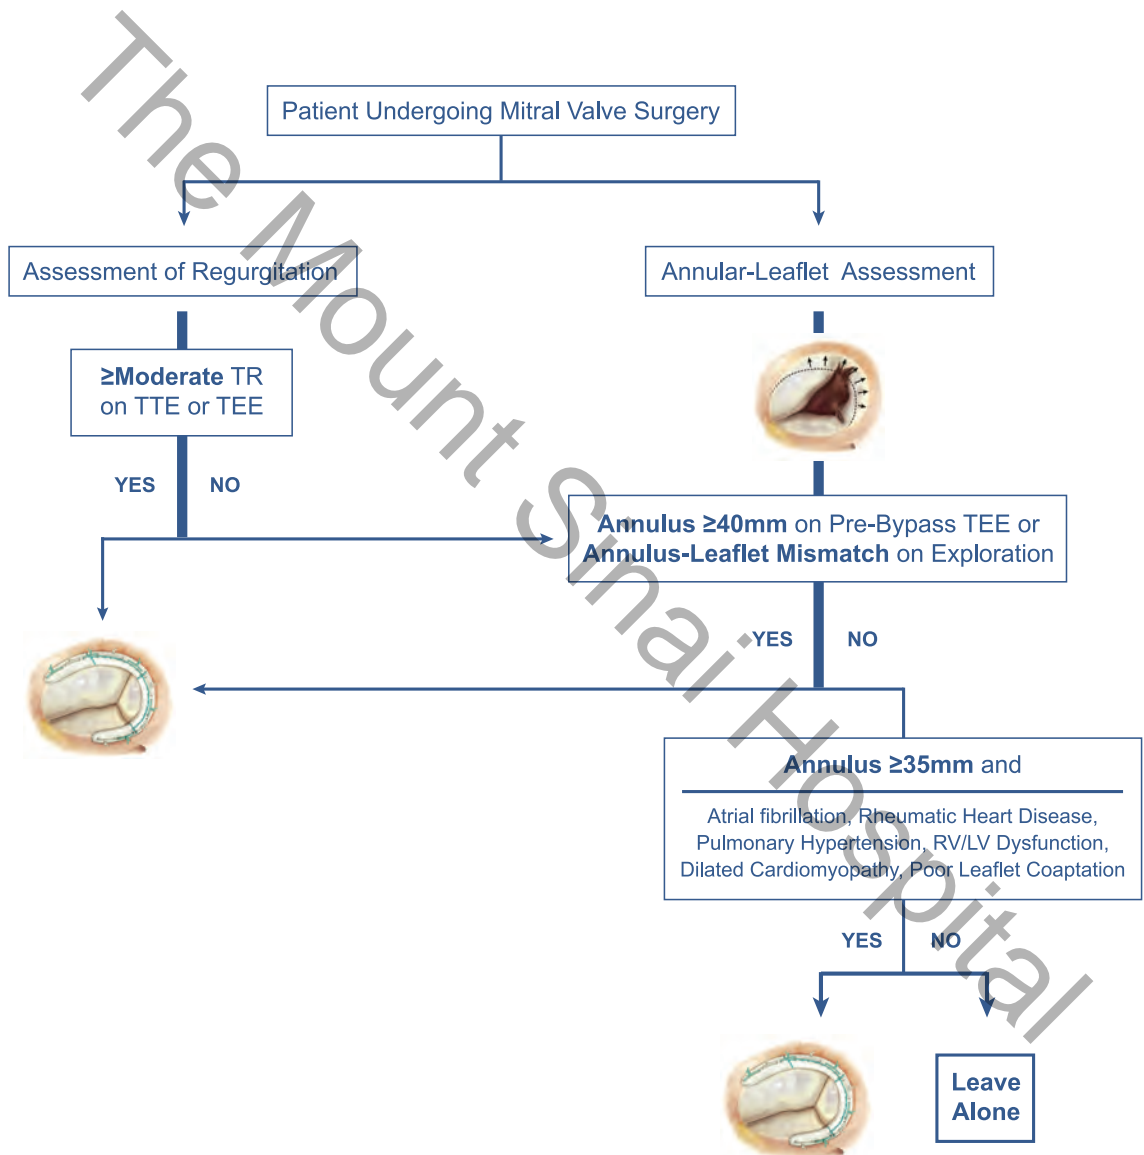 Patient Undergoing Mitral Valve Surgery
Assessment of Regurgitation
Annular-Leaflet Assessment
≥Moderate TR
on TTE or TEE
YES
NO
Annulus ≥40mm on Pre-Bypass TEE or
Annulus-Leaflet Mismatch on Exploration
YES
NO
Annulus ≥35mm and
Atrial fibrillation, Rheumatic Heart Disease,
Pulmonary Hypertension, RV/LV Dysfunction,
Dilated Cardiomyopathy, Poor Leaflet Coaptation
YES
NO
Leave
Alone
The Mount Sinai Hospital